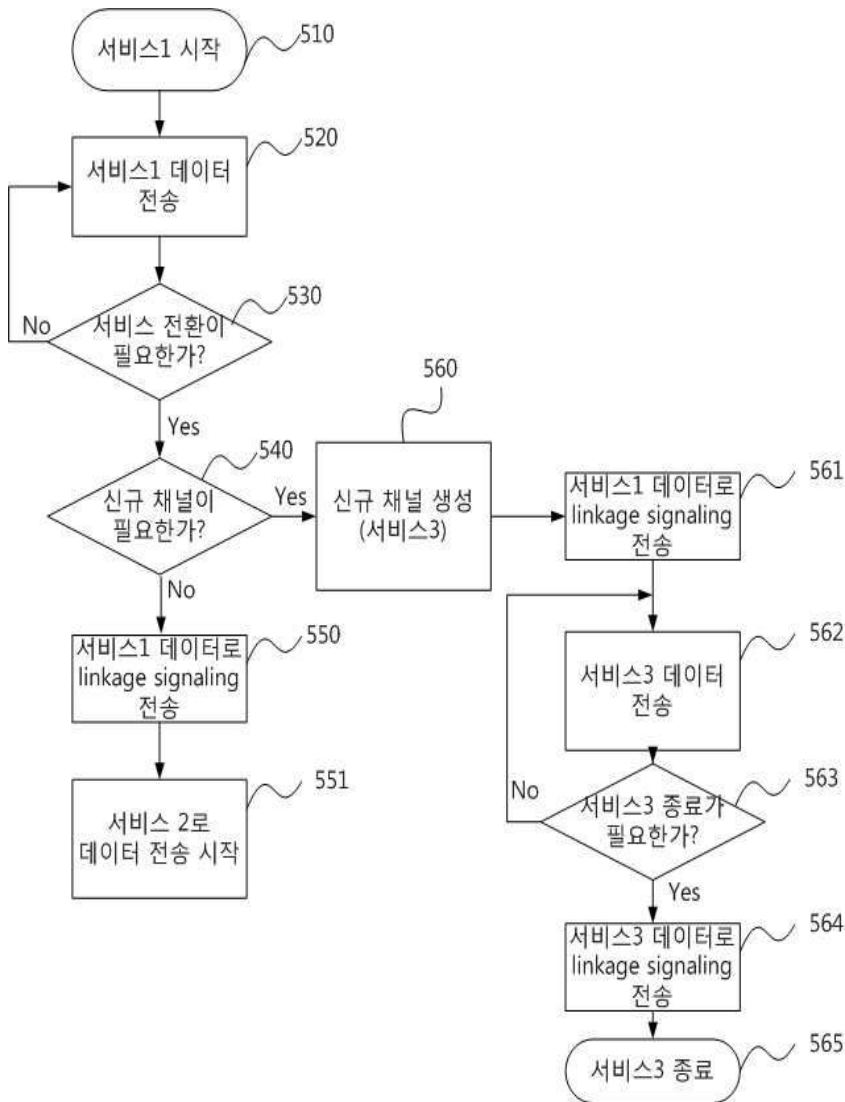 서비스1 시작
510
520
서비스1 데이터
전송
530
No
서비스 전환이
필요한가?
Yes
540
신규 채널이
필요한가?
Yes
560
신규 채널 생성
(서비스3)
561
서비스1 데이터로
linkage signaling
전송
No
550
서비스1 데이터로
linkage signaling
전송
551
서비스 2로
데이터 전송 시작
562
서비스3 데이터
전송
563
No
서비스3 종료가
필요한가?
Yes
564
서비스3 데이터로
linkage signaling
전송
565
서비스3 종료